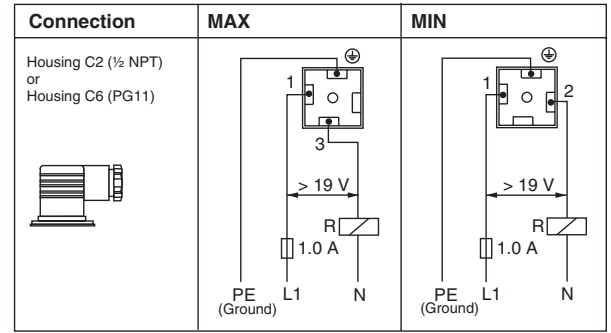 Connection
Housing C2 (½ NPT)
or
Housing C6 (PG11)
MAX
1
3
> 19 V
R
1.0 A
PE
(Ground)
L1
N
MIN
1
2
> 19 V
R
1.0 A
PE
(Ground)
L1
N